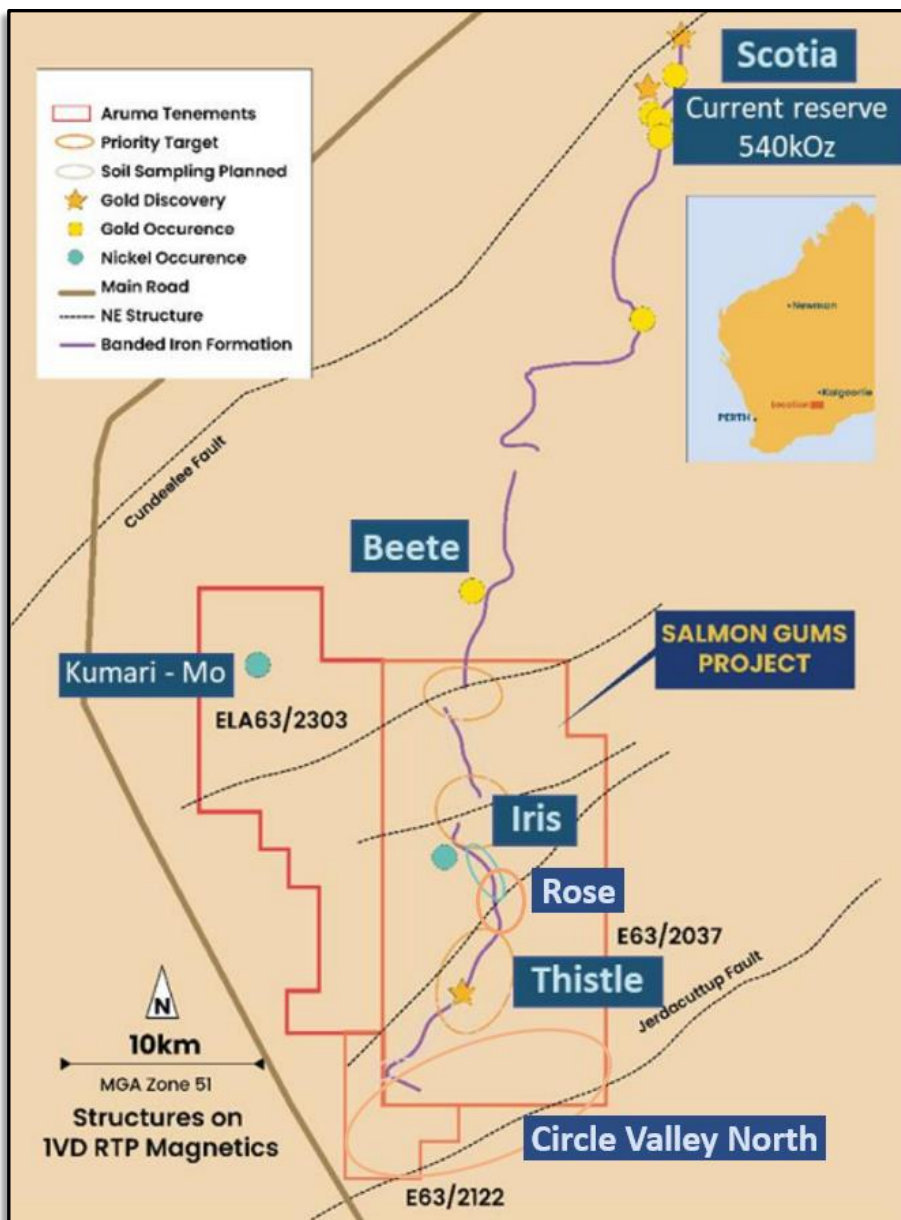 Scotia
Current reserve
540kOz
Aruma Tenements
Priority Target
Soil Sampling Planned
Gold Discovery
Gold Occurence
Nickel Occurence
Main Road
NE Structure
Banded Iron Formation
Newman
Kalgoorlie
Location
PERTH
Cundeelee Fault
Beete
SALMON GUMS
PROJECT
Kumari - Mo
ELA63/2303
Iris
Rose
E63/2037
Thistle
Jerdacuttup Fault
N
10km
MGA Zone 51
Structures on
1VD RTP Magnetics
Circle Valley North
E63/2122